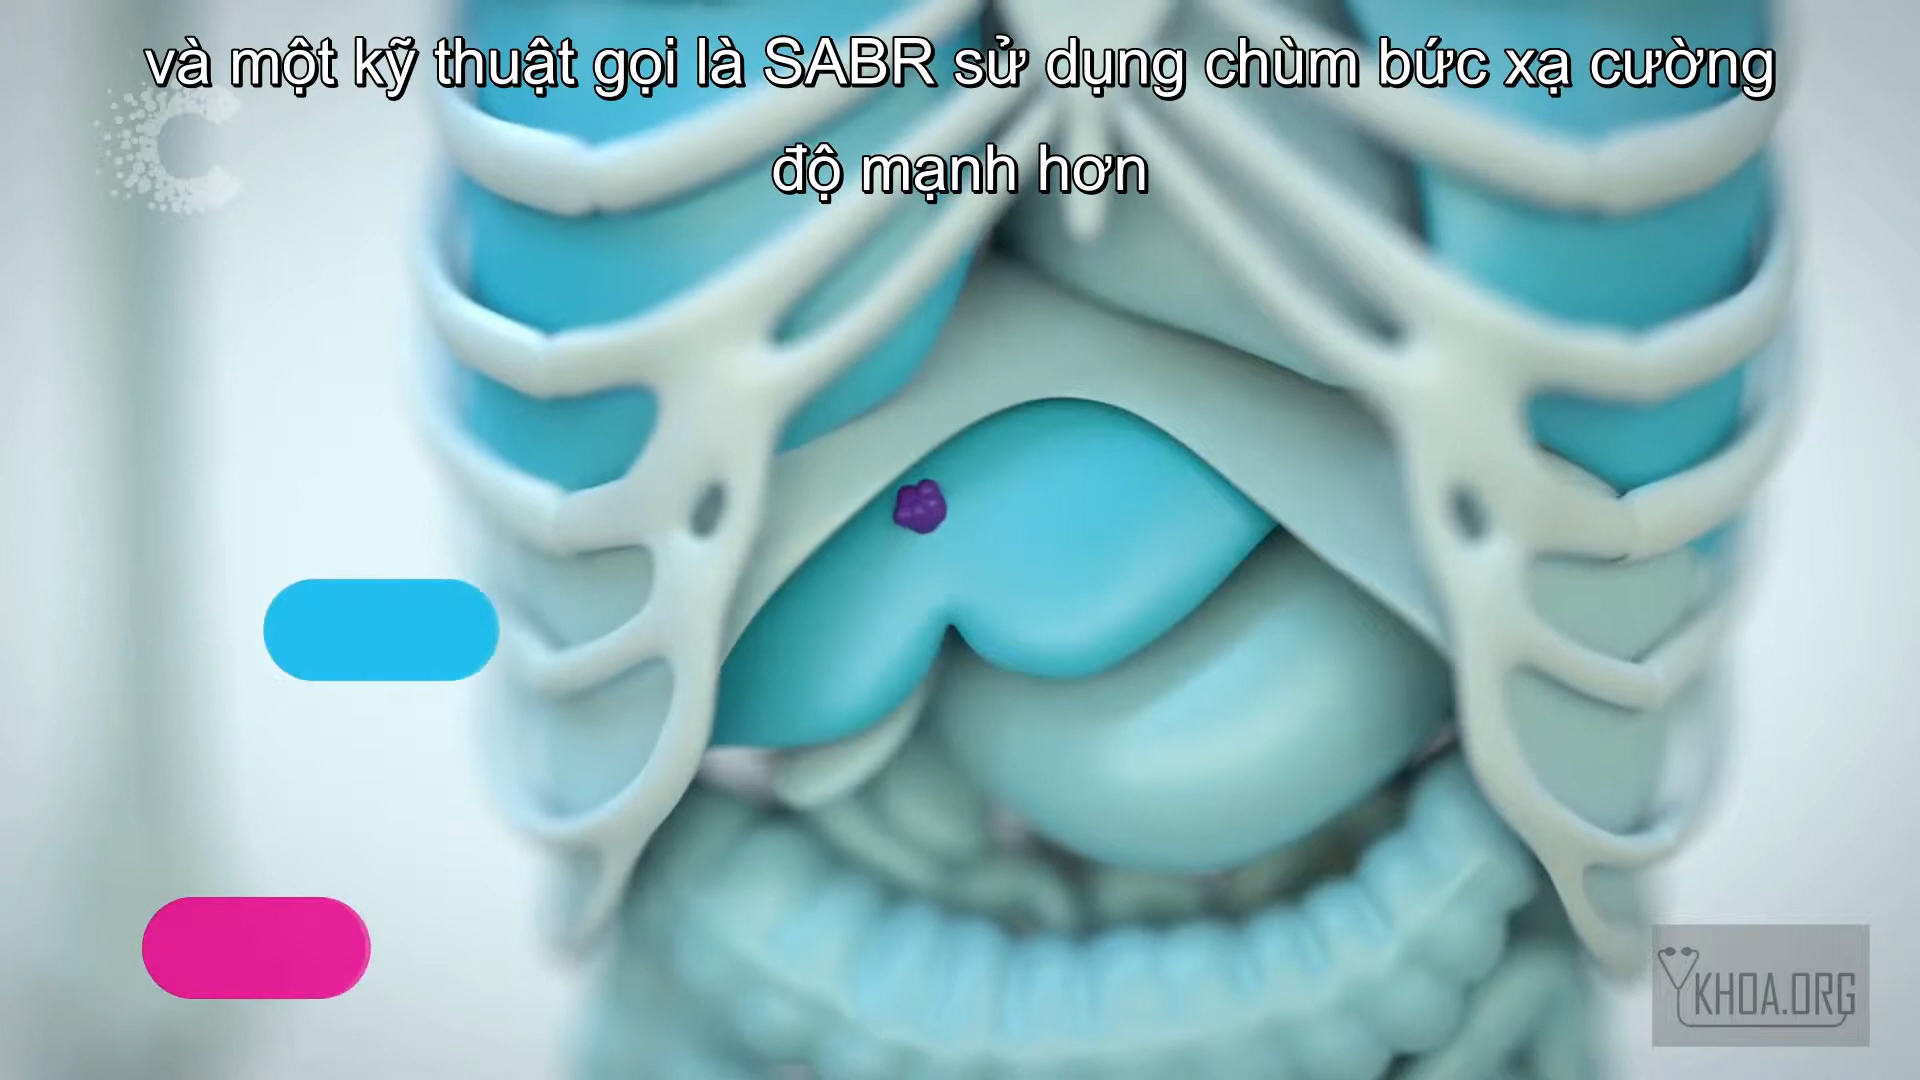 và một kỹ thuật gọi là SABR sử dụng chùm bức xạ cường
độ mạnh hơn
YKHOA.ORG